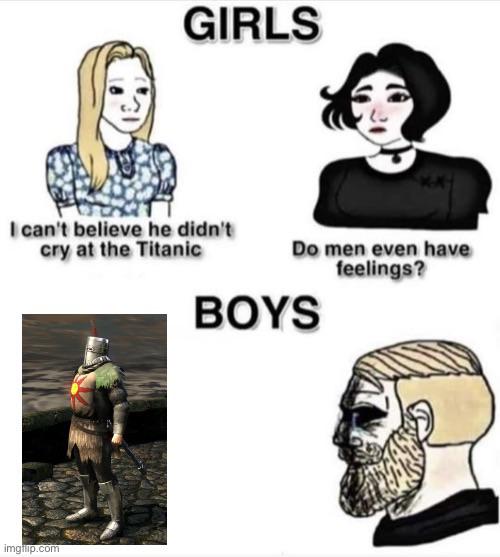 GIRLS
I can't believe he didn't
cry at the Titanic
Do men even have
feelings?
BOYS
imgflip.com